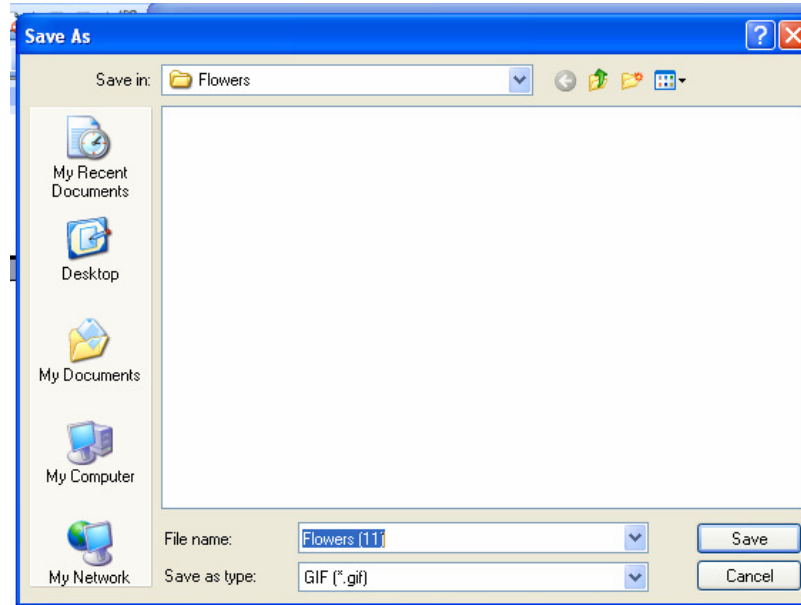 Save As
Save in:
Flowers
My Recent
Documents
Desktop
My Documents
My Computer
My Network
File name:
Flowers (11)
Save
Save as type:
GIF (*.gif)
Cancel